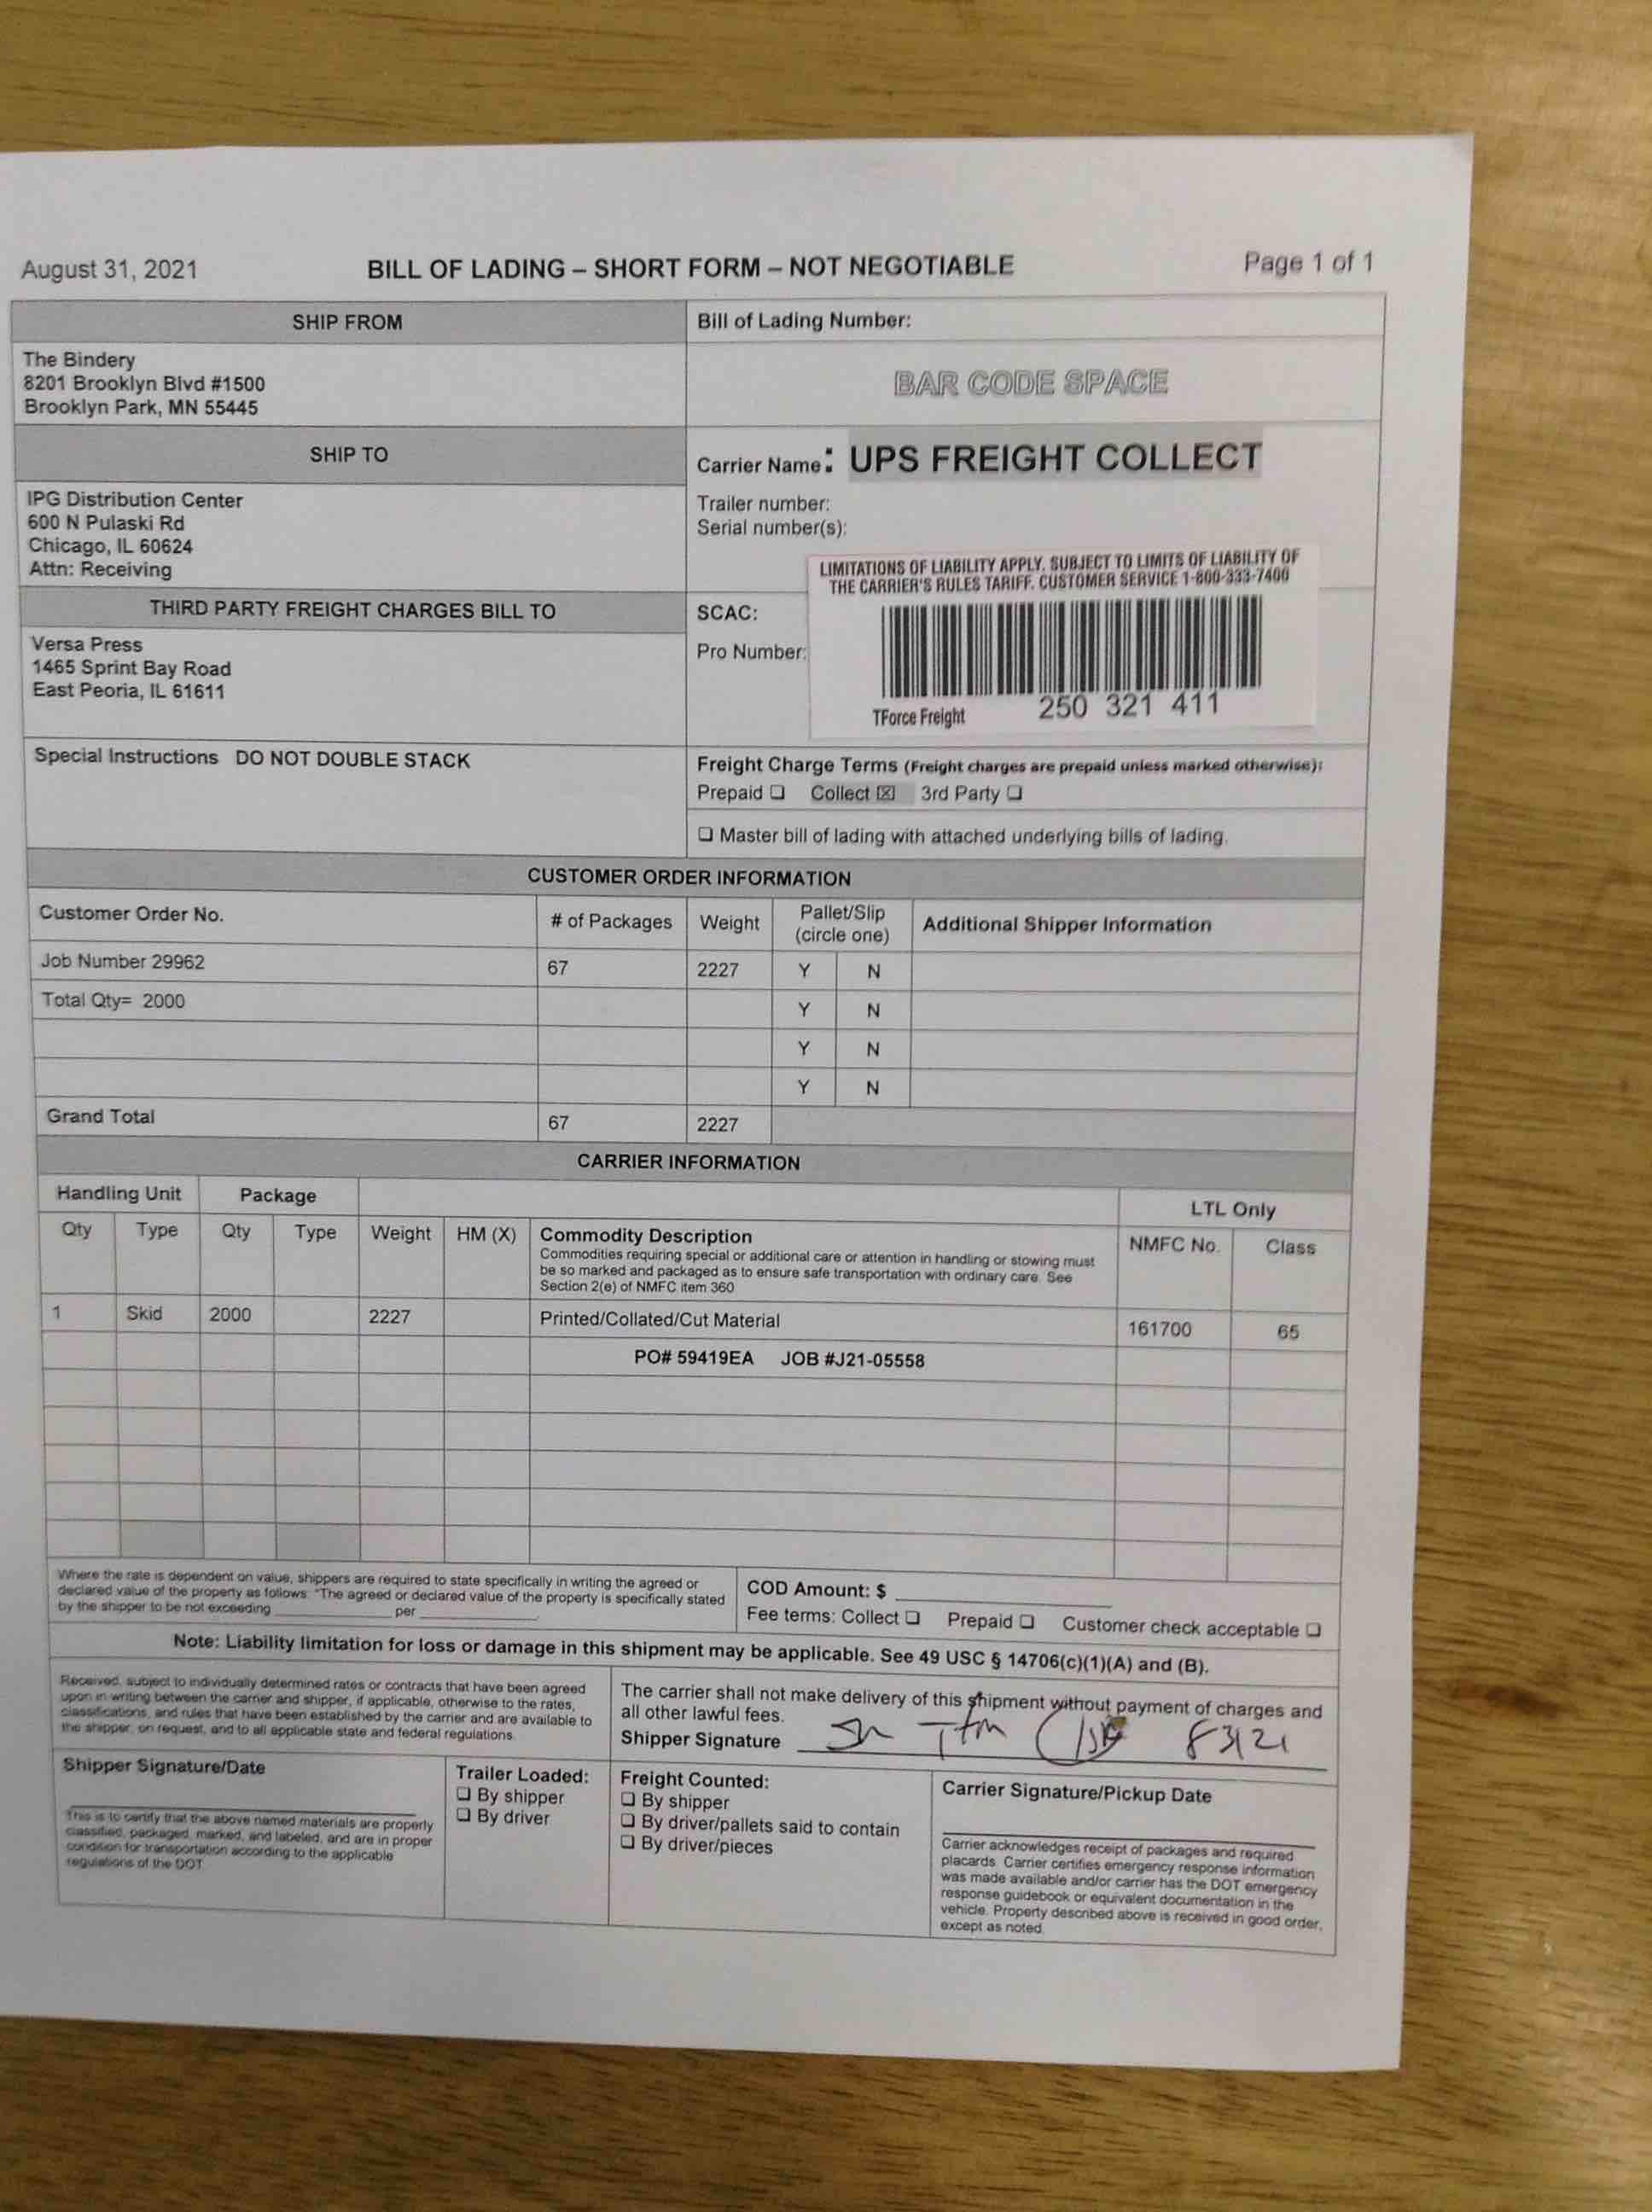 August 31, 2021 BILL OF LADING – SHORT FORM – NOT NEGOTIABLE Page 1 of 1
SHIP FROM
The Bindery
8201 Brooklyn Blvd #1500
Brooklyn Park, MN 55445
Bill of Lading Number:
BAR CODE SPACE
SHIP TO
IPG Distribution Center
600 N Pulaski Rd
Chicago, IL 60624
Attn: Receiving
Carrier Name: UPS FREIGHT COLLECT
Trailer number:
Serial number(s):
LIMITATIONS OF LIABILITY APPLY. SUBJECT TO LIMITS OF LIABILITY OF
THE CARRIER'S RULES TARIFF. CUSTOMER SERVICE 1-800-333-7400
THIRD PARTY FREIGHT CHARGES BILL TO
Versa Press
1465 Sprint Bay Road
East Peoria, IL 61611
SCAC:
Pro Number:
TForce Freight 250 321 411
Special Instructions DO NOT DOUBLE STACK
Freight Charge Terms (Freight charges are prepaid unless marked otherwise):
Prepaid ❑ Collect ☒ 3rd Party ❑
❑ Master bill of lading with attached underlying bills of lading.
CUSTOMER ORDER INFORMATION
Customer Order No. # of Packages Weight Pallet/Slip (circle one) Additional Shipper Information
Job Number 29962 67 2227 Y N
Total Qty= 2000 Y N
Y N
Y N
Grand Total 67 2227
CARRIER INFORMATION
Handling Unit Package LTL Only
Qty Type Qty Type Weight HM (X) Commodity Description NMFC No. Class
Commodities requiring special or additional care or attention in handling or stowing must
be so marked and packaged as to ensure safe transportation with ordinary care. See
Section 2(e) of NMFC item 360
1 Skid 2000 2227 Printed/Collated/Cut Material 161700 65
PO# 59419EA JOB #J21-05558
Where the rate is dependent on value, shippers are required to state specifically in writing the agreed or
declared value of the property as follows: "The agreed or declared value of the property is specifically stated
by the shipper to be not exceeding ____ per ____.
COD Amount: $
Fee terms: Collect ❑ Prepaid ❑ Customer check acceptable ❑
Note: Liability limitation for loss or damage in this shipment may be applicable. See 49 USC § 14706(c)(1)(A) and (B).
Received, subject to individually determined rates or contracts that have been agreed
upon in writing between the carrier and shipper, if applicable, otherwise to the rates,
classifications, and rules that have been established by the carrier and are available to
the shipper, on request, and to all applicable state and federal regulations.
The carrier shall not make delivery of this shipment without payment of charges and
all other lawful fees.
Shipper Signature 83121
Shipper Signature/Date
This is to certify that the above named materials are properly
classified, packaged, marked, and labeled, and are in proper
condition for transportation according to the applicable
regulations of the DOT.
Trailer Loaded:
❑ By shipper
❑ By driver
Freight Counted:
❑ By shipper
❑ By driver/pallets said to contain
❑ By driver/pieces
Carrier Signature/Pickup Date
Carrier acknowledges receipt of packages and required
placards. Carrier certifies emergency response information
was made available and/or carrier has the DOT emergency
response guidebook or equivalent documentation in the
vehicle. Property described above is received in good order,
except as noted.